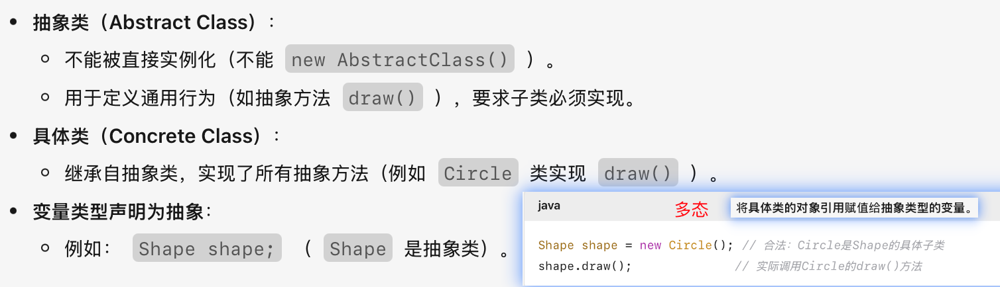 • 抽象类（Abstract Class）：
○ 不能被直接实例化（不能 new AbstractClass() ）。
○ 用于定义通用行为（如抽象方法 draw() ），要求子类必须实现。
• 具体类（Concrete Class）：
○ 继承自抽象类，实现了所有抽象方法（例如 Circle 类实现 draw() ）。
• 变量类型声明为抽象：
○ 例如： Shape shape; （ Shape 是抽象类）。
java 多态 将具体类的对象引用赋值给抽象类型的变量。
Shape shape = new Circle(); // 合法：Circle是Shape的具体子类
shape.draw(); // 实际调用Circle的draw()方法